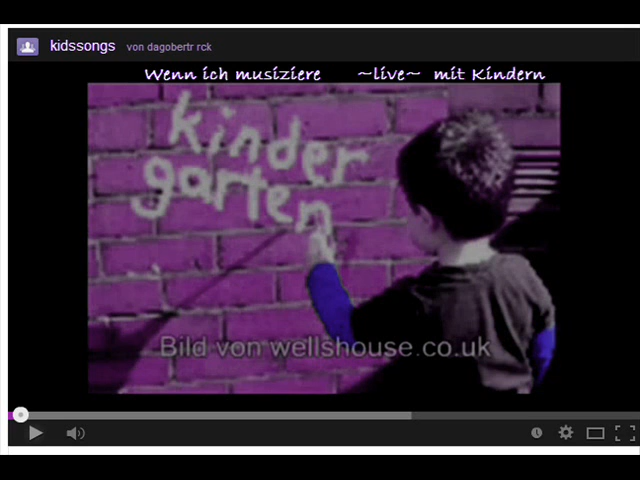 kidssongs von dagobertr rck
Wenn ich musiziere ~live~ mit Kindern
kinder
garten
Bild von wellshouse.co.uk